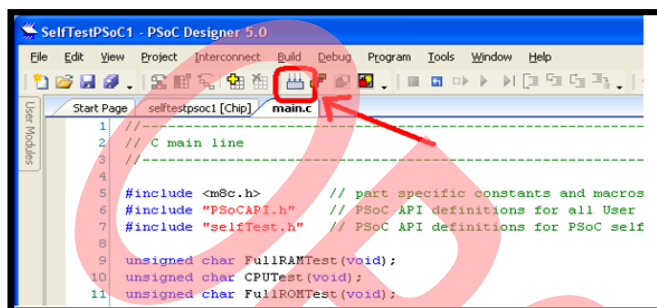 SelfTestPSoC1 - PSoC Designer 5.0
File Edit View Project Interconnect Build Debug Program Tools Window Help
Start Page selftestpsoc1 [Chip] main.c
User Modules
1 //-----------------------------------------------------------------
2 // C main line
3 //-----------------------------------------------------------------
4
5 #include <m8c.h> // part specific constants and macros
6 #include "PSoCAPI.h" // PSoC API definitions for all User
7 #include "selfTest.h" // PSoC API definitions for PSoC self
8
9 unsigned char FullRAMTest(void);
10 unsigned char CPUTest(void);
11 unsigned char FullROMTest(void);